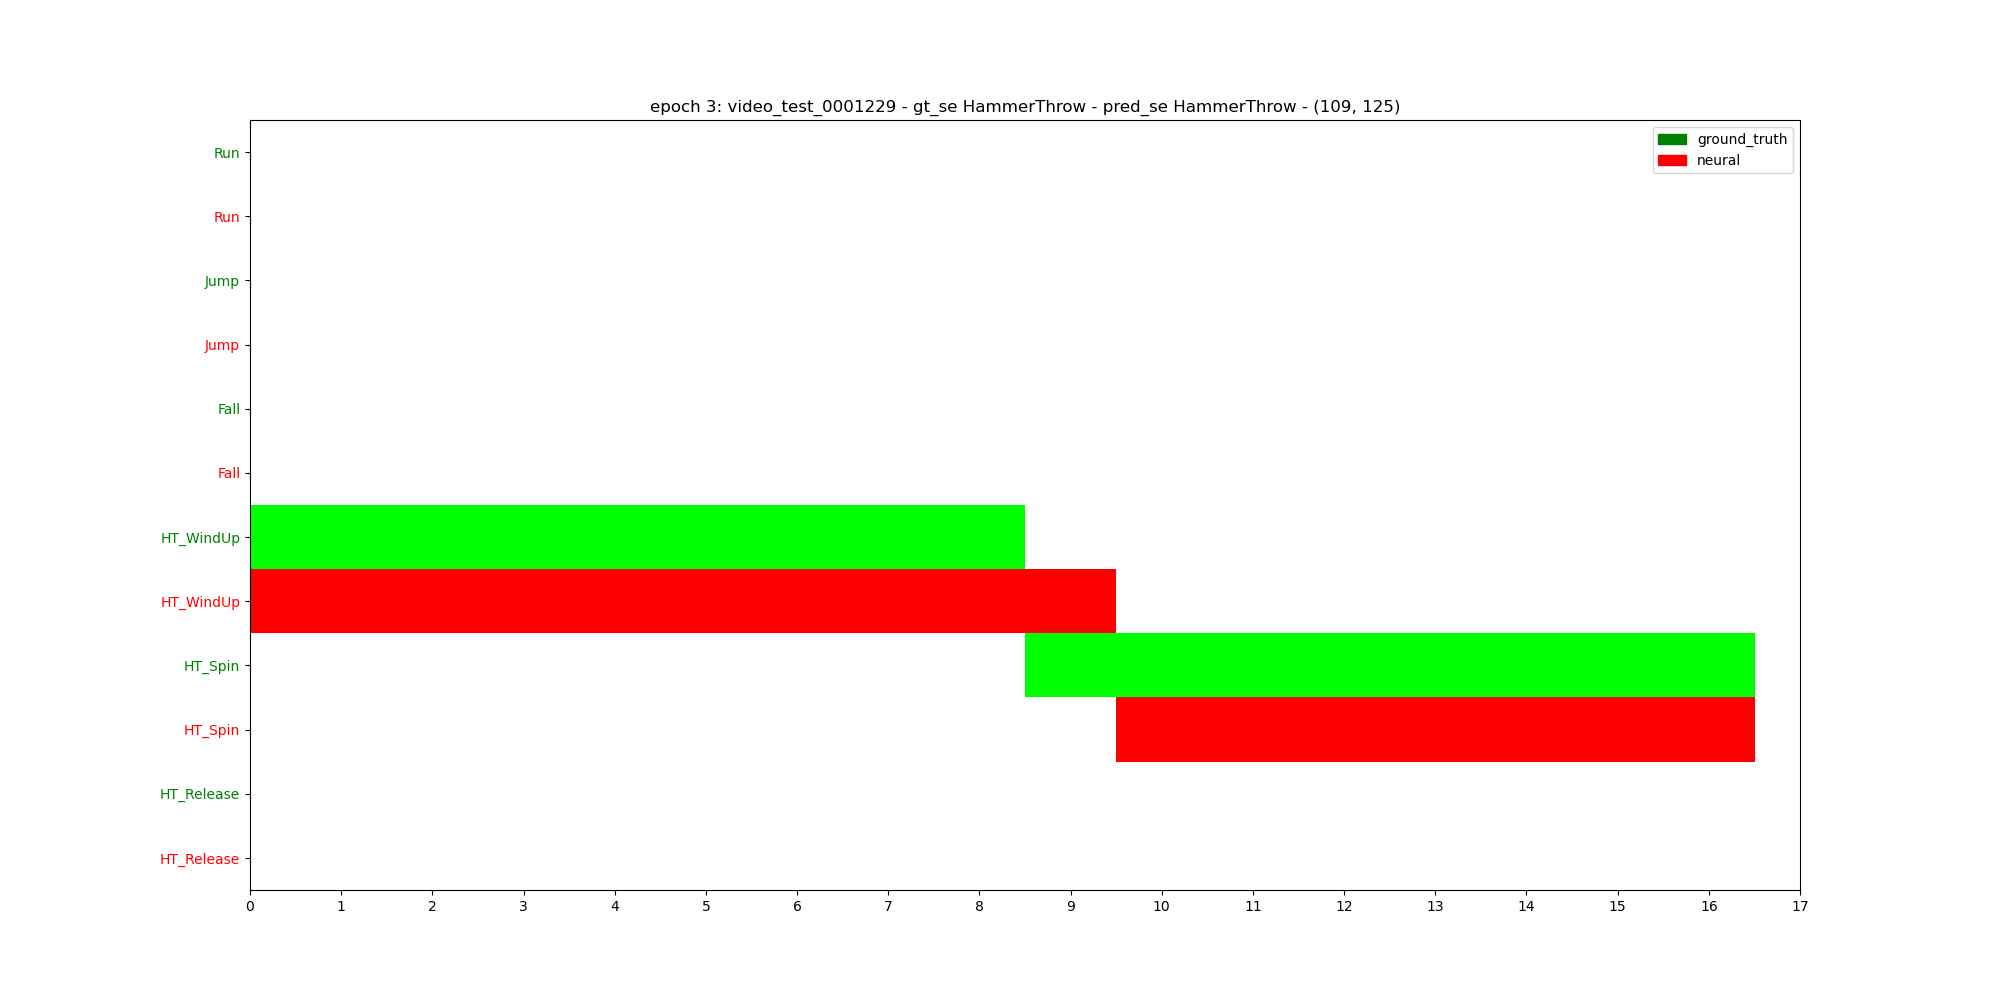 epoch 3: video_test_0001229 - gt_se HammerThrow - pred_se HammerThrow - (109, 125)
ground_truth
neural
Run
Run
Jump
Jump
Fall
Fall
HT_WindUp
HT_WindUp
HT_Spin
HT_Spin
HT_Release
HT_Release
0 1 2 3 4 5 6 7 8 9 10 11 12 13 14 15 16 17